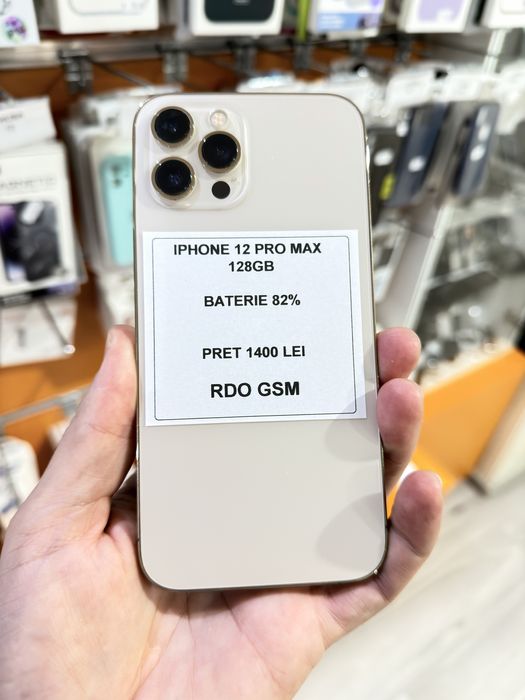 IPHONE 12 PRO MAX
128GB
BATERIE 82%
PRET 1400 LEI
RDO GSM